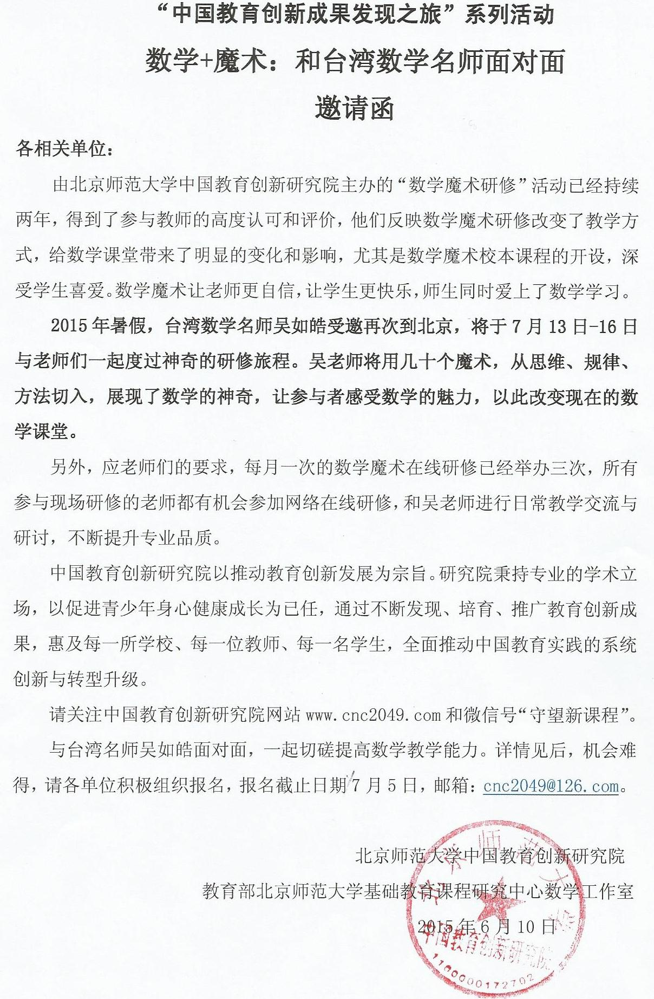 “中国教育创新成果发现之旅”系列活动
数学+魔术：和台湾数学名师面对面
邀请函
各相关单位：
由北京师范大学中国教育创新研究院主办的“数学魔术研修”活动已经持续
两年，得到了参与教师的高度认可和评价，他们反映数学魔术研修改变了教学方
式，给数学课堂带来了明显的变化和影响，尤其是数学魔术校本课程的开设，深
受学生喜爱。数学魔术让老师更自信，让学生更快乐，师生同时爱上了数学学习。
2015年暑假，台湾数学名师吴如皓受邀再次到北京，将于7月13日-16日
与老师们一起度过神奇的研修旅程。吴老师将用几十个魔术，从思维、规律、
方法切入，展现了数学的神奇，让参与者感受数学的魅力，以此改变现在的数
学课堂。
另外，应老师们的要求，每月一次的数学魔术在线研修已经举办三次，所有
参与现场研修的老师都有机会参加网络在线研修，和吴老师进行日常教学交流与
研讨，不断提升专业品质。
中国教育创新研究院以推动教育创新发展为宗旨。研究院秉持专业的学术立
场，以促进青少年身心健康成长为已任，通过不断发现、培育、推广教育创新成
果，惠及每一所学校、每一位教师、每一名学生，全面推动中国教育实践的系统
创新与转型升级。
请关注中国教育创新研究院网站 www.cnc2049.com 和微信号“守望新课程”。
与台湾名师吴如皓面对面，一起切磋提高数学教学能力。详情见后，机会难
得，请各单位积极组织报名，报名截止日期7月5日，邮箱：cnc2049@126.com。
北京师范大学中国教育创新研究院
教育部北京师范大学基础教育课程研究中心数学工作室
2015年6月10日
北京师范大学
中国教育创新研究院
1100000172702